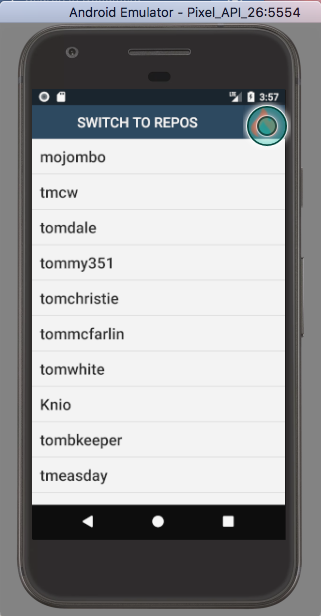 Android Emulator - Pixel_API_26:5554
LTE 3:57
SWITCH TO REPOS
mojombo
tmcw
tomdale
tommy351
tomchristie
tommcfarlin
tomwhite
Knio
tombkeeper
tmeasday